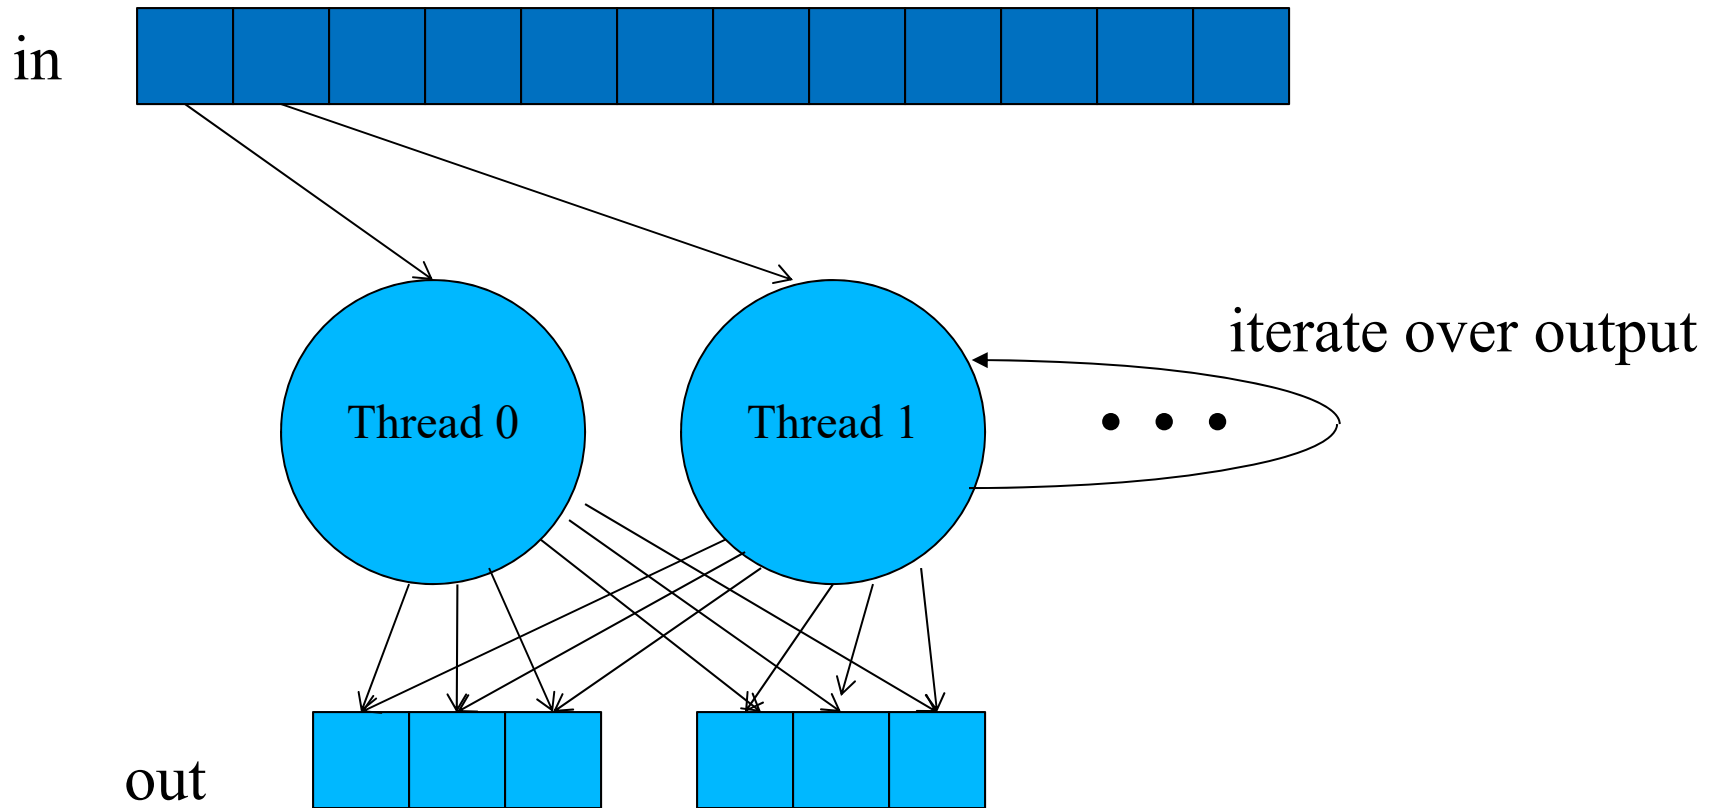 in
iterate over output
Thread 0
Thread 1
• • •
out